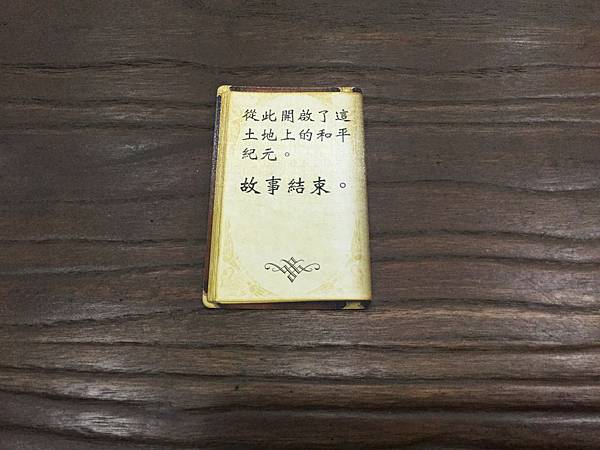 從此開啟了這
土地上的和平
紀元。
故事結束。